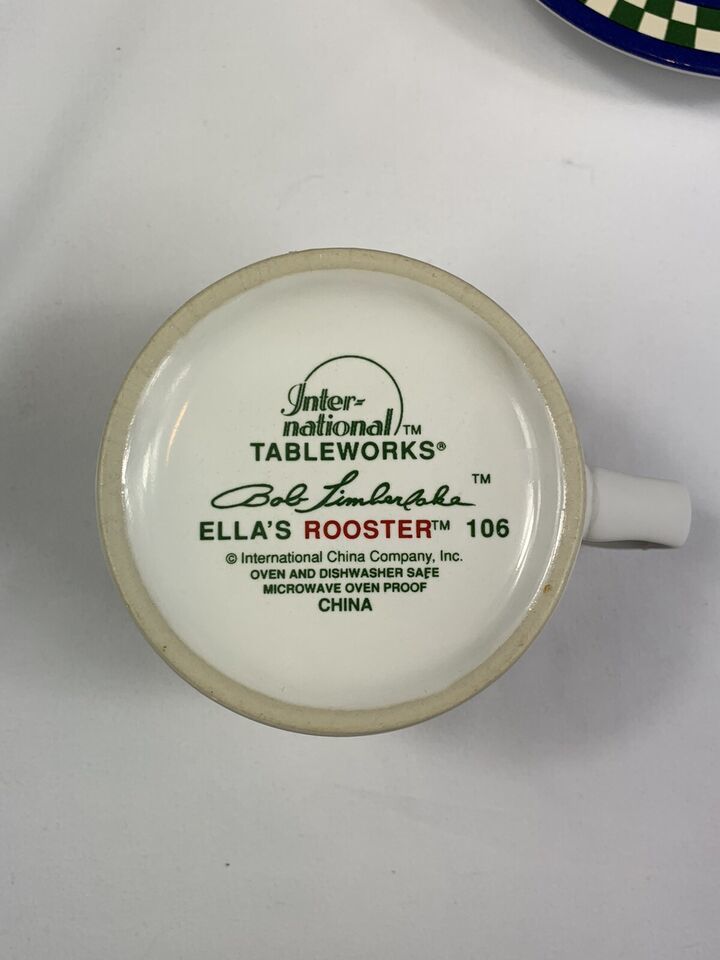 Inter-
national™
TABLEWORKS®
Bob Timberlake™
ELLA'S ROOSTER™ 106
© International China Company, Inc.
OVEN AND DISHWASHER SAFE
MICROWAVE OVEN PROOF
CHINA